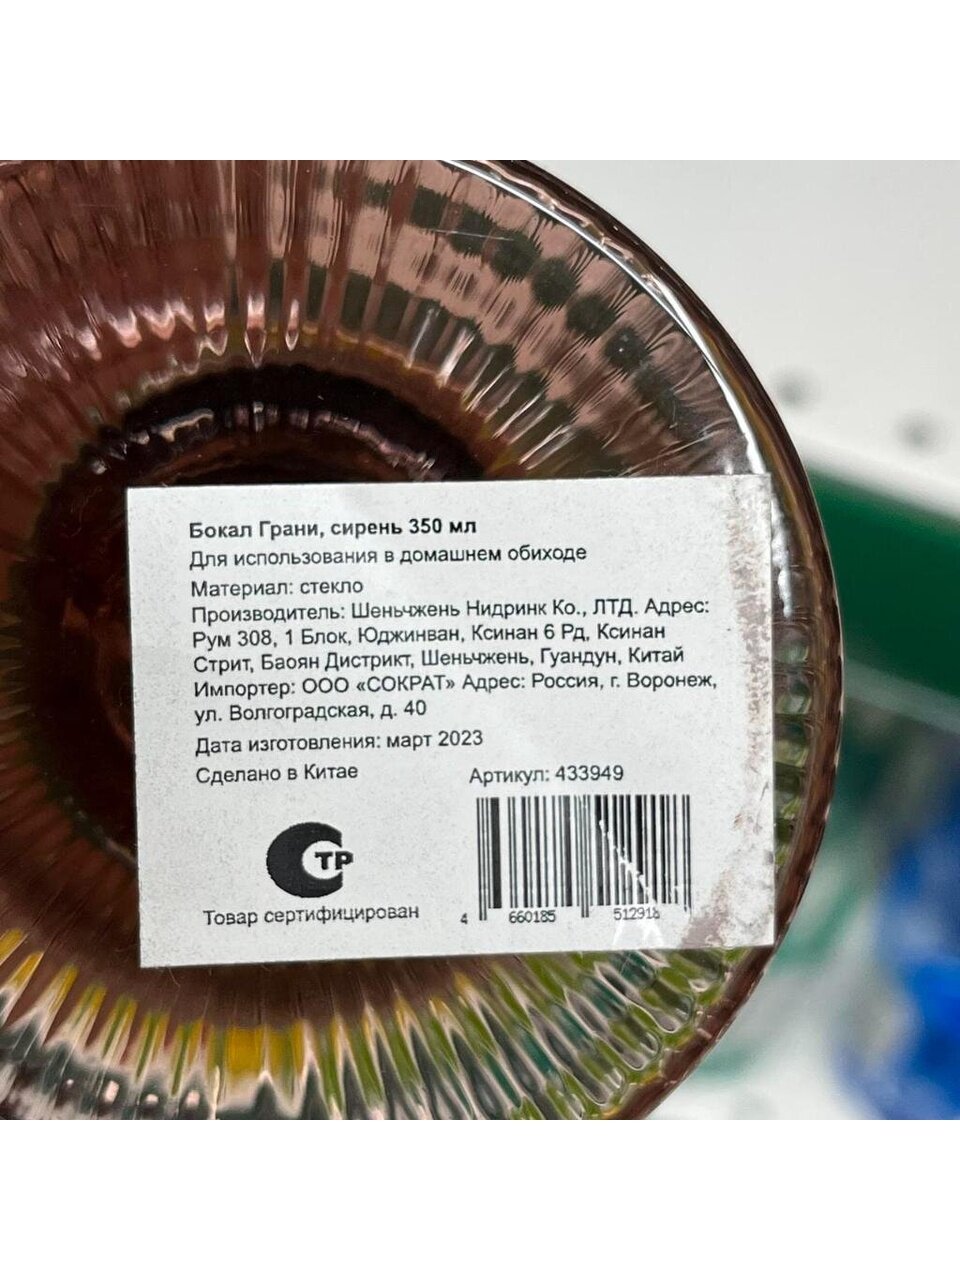 Бокал Грани, сирень 350 мл
Для использования в домашнем обиходе
Материал: стекло
Производитель: Шеньчжень Нидринк Ко., ЛТД. Адрес:
Рум 308, 1 Блок, Юджинван, Ксинан 6 Рд, Ксинан
Стрит, Баоян Дистрикт, Шеньчжень, Гуандун, Китай
Импортер: ООО «СОКРАТ» Адрес: Россия, г. Воронеж,
ул. Волгоградская, д. 40
Дата изготовления: март 2023
Сделано в Китае
Артикул: 433949
СТР
Товар сертифицирован
4 660185 512918